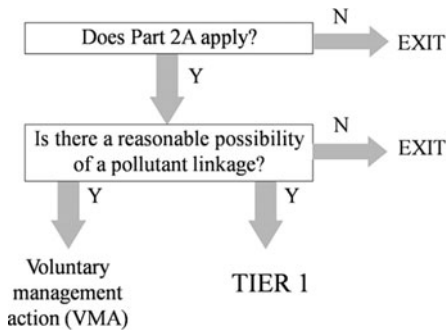 Does Part 2A apply?
N
EXIT
Y
Is there a reasonable possibility
of a pollutant linkage?
N
EXIT
Y
Y
Voluntary
management
action (VMA)
TIER 1